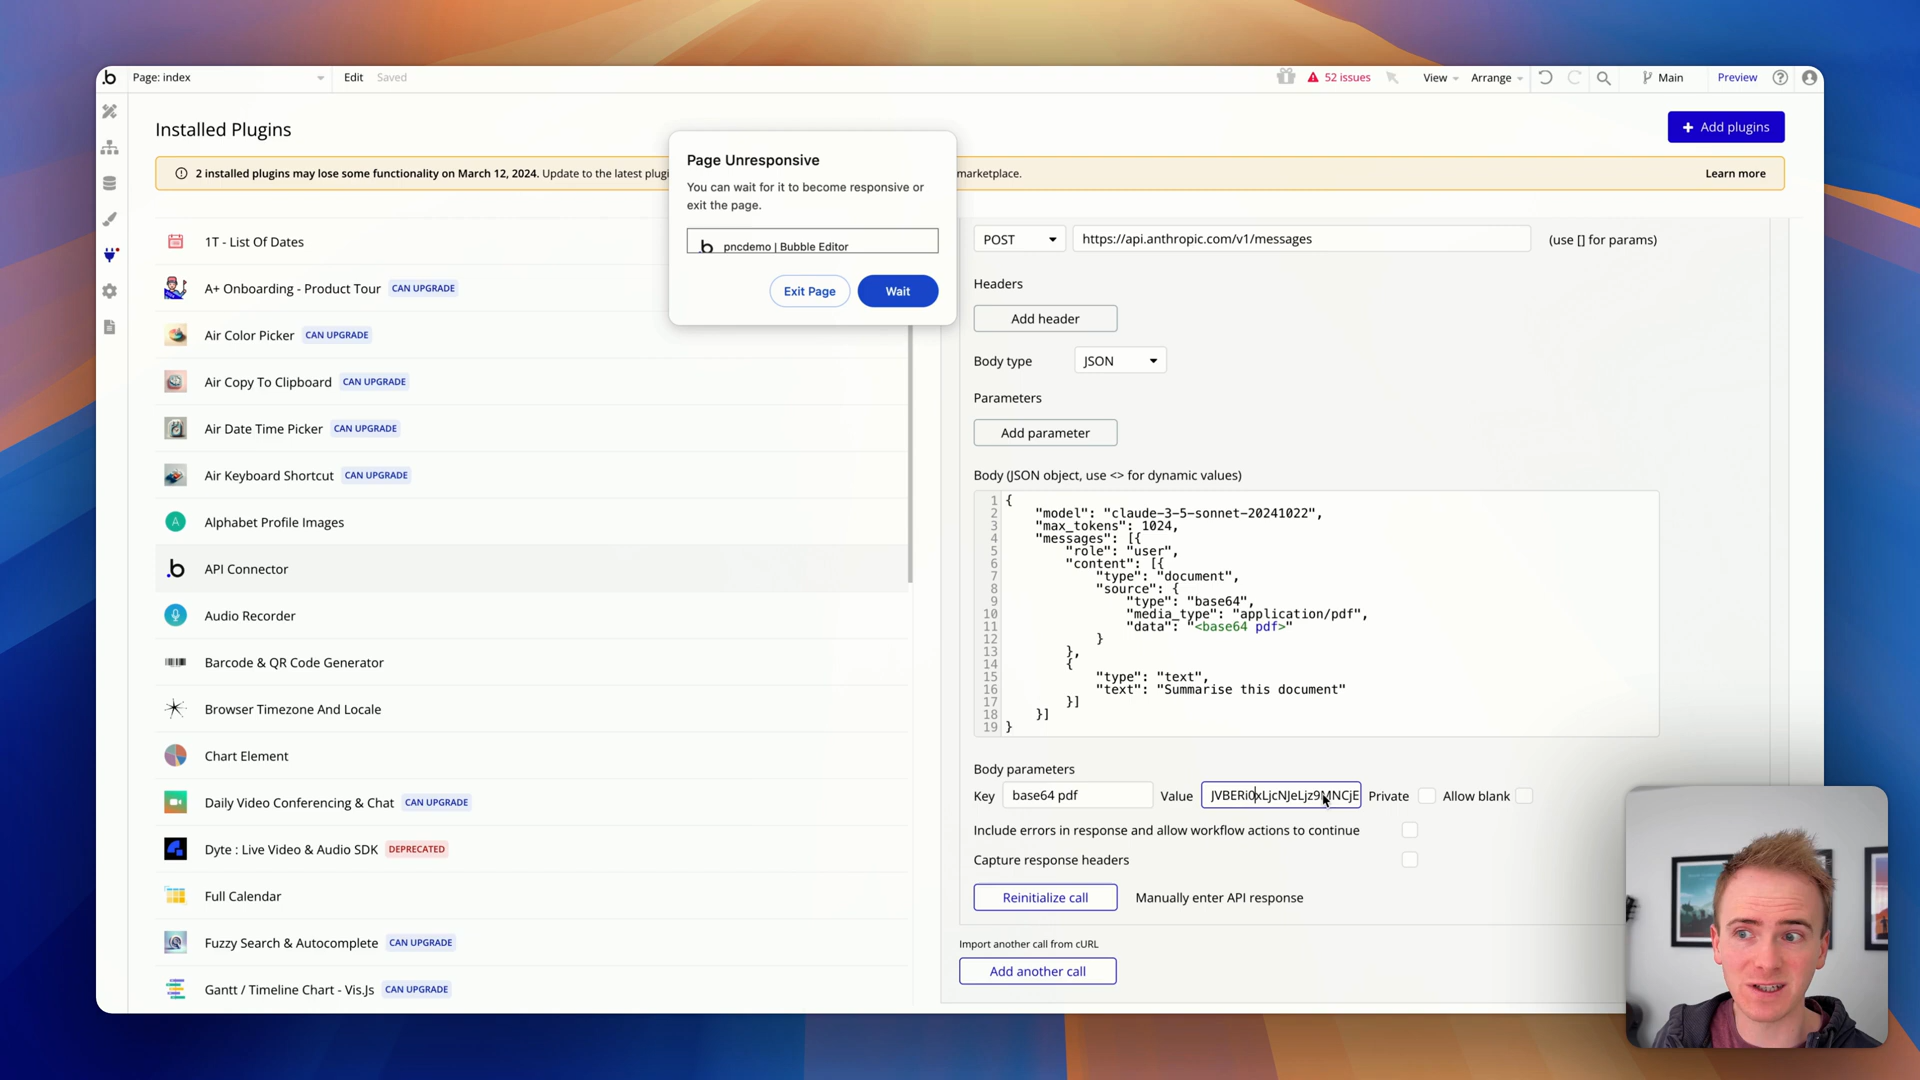 Page: index
Edit
Saved
52 issues
View
Arrange
Main
Preview
Installed Plugins
Add plugins
2 installed plugins may lose some functionality on March 12, 2024. Update to the latest plugi
marketplace.
Learn more
Page Unresponsive
You can wait for it to become responsive or
exit the page.
pncdemo | Bubble Editor
Exit Page
Wait
1T - List Of Dates
A+ Onboarding - Product Tour CAN UPGRADE
Air Color Picker CAN UPGRADE
Air Copy To Clipboard CAN UPGRADE
Air Date Time Picker CAN UPGRADE
Air Keyboard Shortcut CAN UPGRADE
A Alphabet Profile Images
API Connector
Audio Recorder
Barcode & QR Code Generator
Browser Timezone And Locale
Chart Element
Daily Video Conferencing & Chat CAN UPGRADE
Dyte : Live Video & Audio SDK DEPRECATED
Full Calendar
Fuzzy Search & Autocomplete CAN UPGRADE
Gantt / Timeline Chart - Vis.Js CAN UPGRADE
POST https://api.anthropic.com/v1/messages (use [] for params)
Headers
Add header
Body type JSON
Parameters
Add parameter
Body (JSON object, use <> for dynamic values)
1 {
2 "model": "claude-3-5-sonnet-20241022",
3 "max_tokens": 1024,
4 "messages": [{
5 "role": "user",
6 "content": [{
7 "type": "document",
8 "source": {
9 "type": "base64",
10 "media_type": "application/pdf",
11 "data": "<base64 pdf>"
12 }
13 },
14 {
15 "type": "text",
16 "text": "Summarise this document"
17 }]
18 }]
19 }
Body parameters
Key base64 pdf Value JVBERi0xLjcNJeLjz9MNCjE Private Allow blank
Include errors in response and allow workflow actions to continue
Capture response headers
Reinitialize call
Manually enter API response
Import another call from cURL
Add another call